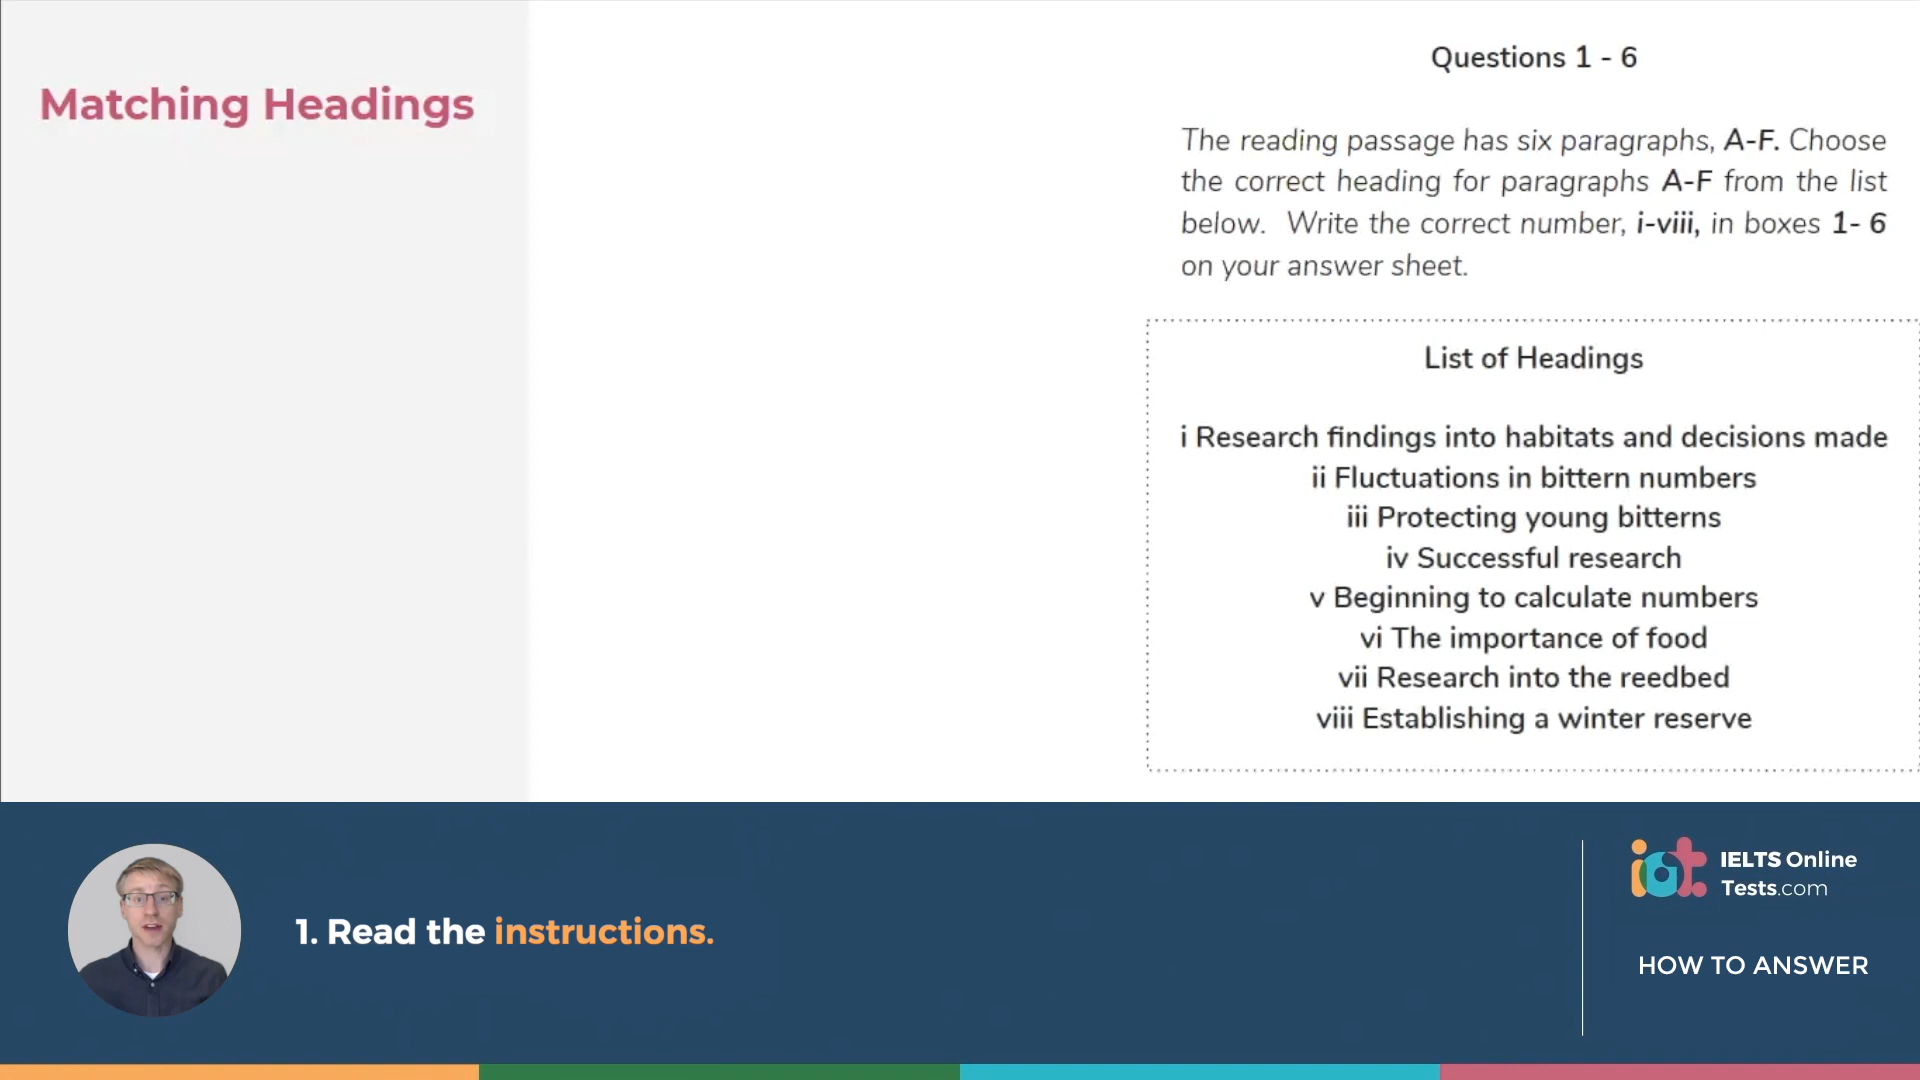 Matching Headings
Questions 1 - 6
The reading passage has six paragraphs, A-F. Choose
the correct heading for paragraphs A-F from the list
below. Write the correct number, i-viii, in boxes 1- 6
on your answer sheet.
List of Headings
i Research findings into habitats and decisions made
ii Fluctuations in bittern numbers
iii Protecting young bitterns
iv Successful research
v Beginning to calculate numbers
vi The importance of food
vii Research into the reedbed
viii Establishing a winter reserve
1. Read the instructions.
iot
IELTS Online
Tests.com
HOW TO ANSWER